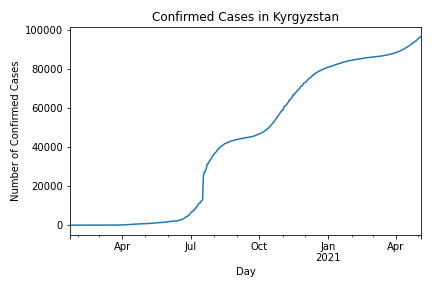 Confirmed Cases in Kyrgyzstan
100000
80000
60000
40000
20000
0
Number of Confirmed Cases
Apr
Jul
Oct
Jan
2021
Apr
Day